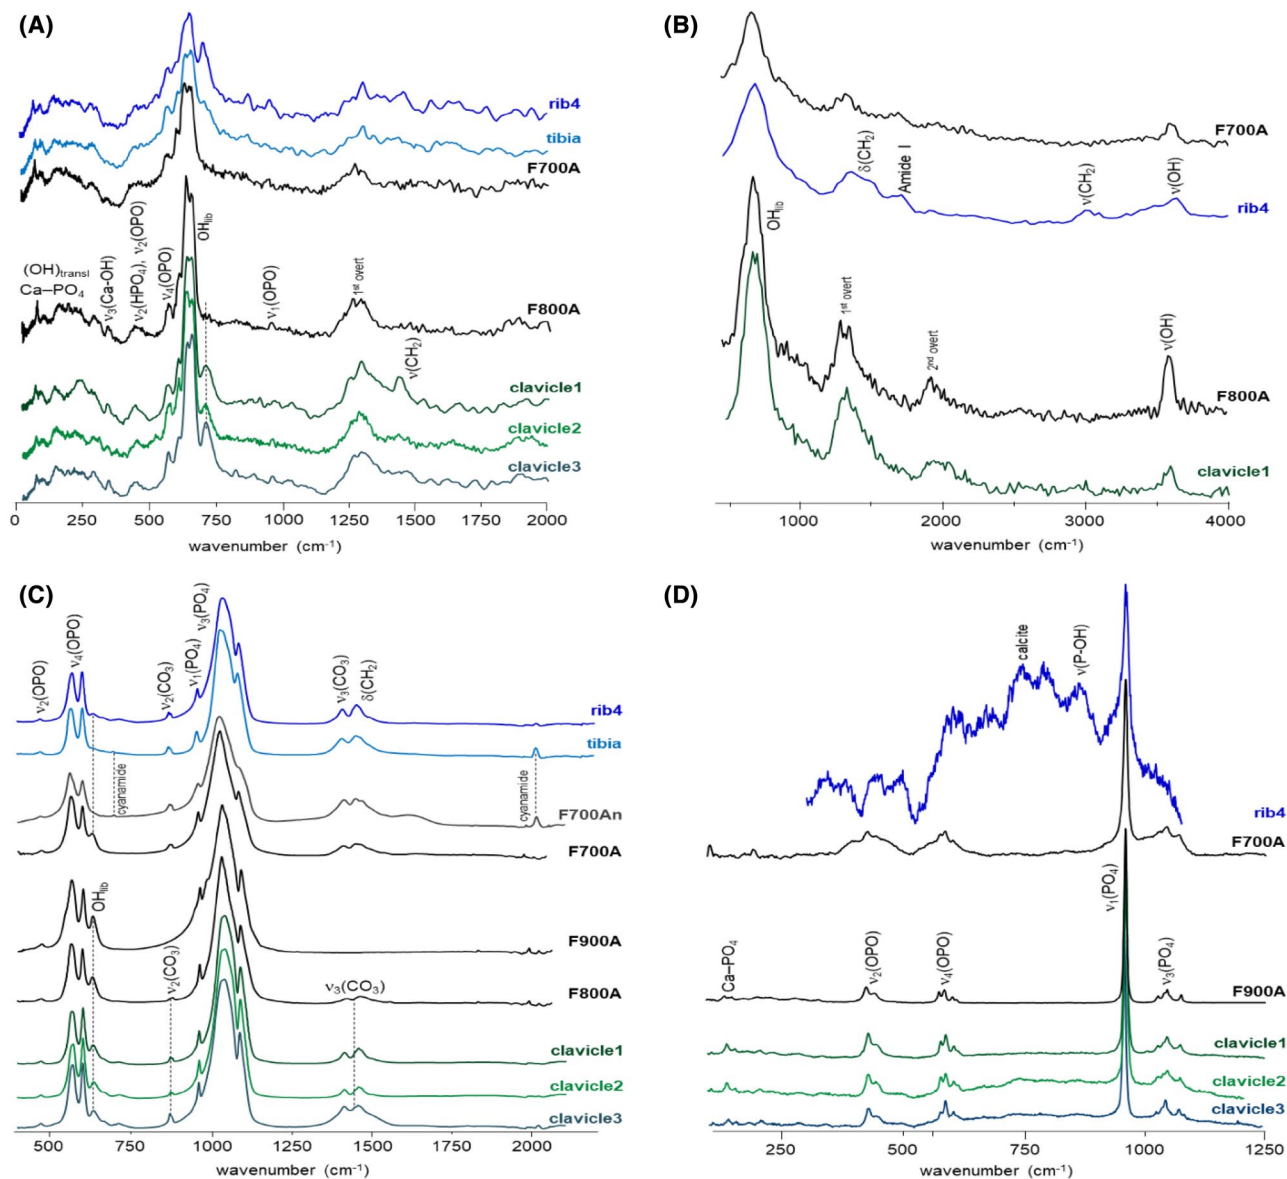 (A)
rib4
tibia
F700A
(OH)transl
Ca–PO4
ν3(Ca-OH)
ν2(HPO4), ν2(OPO)
ν4(OPO)
OHlib
ν1(OPO)
1st overt
F800A
ν(CH2)
clavicle1
clavicle2
clavicle3
0 250 500 750 1000 1250 1500 1750 2000
wavenumber (cm-1)
(B)
F700A
δ(CH2)
Amide I
ν(CH2)
ν(OH)
rib4
OHlib
1st overt
2nd overt
ν(OH)
F800A
clavicle1
1000 2000 3000 4000
wavenumber (cm-1)
(C)
ν2(OPO)
ν4(OPO)
ν2(CO3)
ν1(PO4)
ν3(PO4)
ν3(CO3)
δ(CH2)
rib4
tibia
cyanamide
cyanamide
F700An
F700A
OHlib
F900A
ν2(CO3)
ν3(CO3)
F800A
clavicle1
clavicle2
clavicle3
500 750 1000 1250 1500 1750 2000
wavenumber (cm-1)
(D)
calcite
ν(P-OH)
rib4
F700A
ν1(PO4)
Ca–PO4
ν2(OPO)
ν4(OPO)
ν3(PO4)
F900A
clavicle1
clavicle2
clavicle3
250 500 750 1000 1250
wavenumber (cm-1)